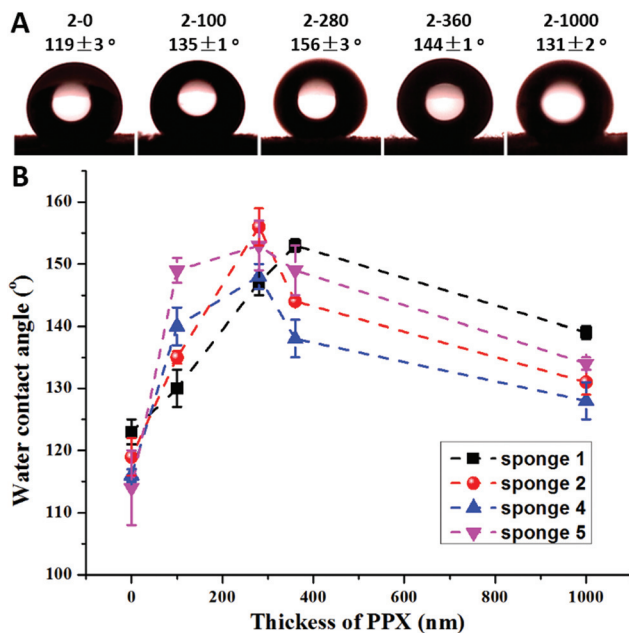 A
2-0 2-100 2-280 2-360 2-1000
119±3 ° 135±1 ° 156±3 ° 144±1 ° 131±2 °
B
160
150
140
130
120
110
100
Water contact angle (°)
sponge 1
sponge 2
sponge 4
sponge 5
0 200 400 600 800 1000
Thickess of PPX (nm)